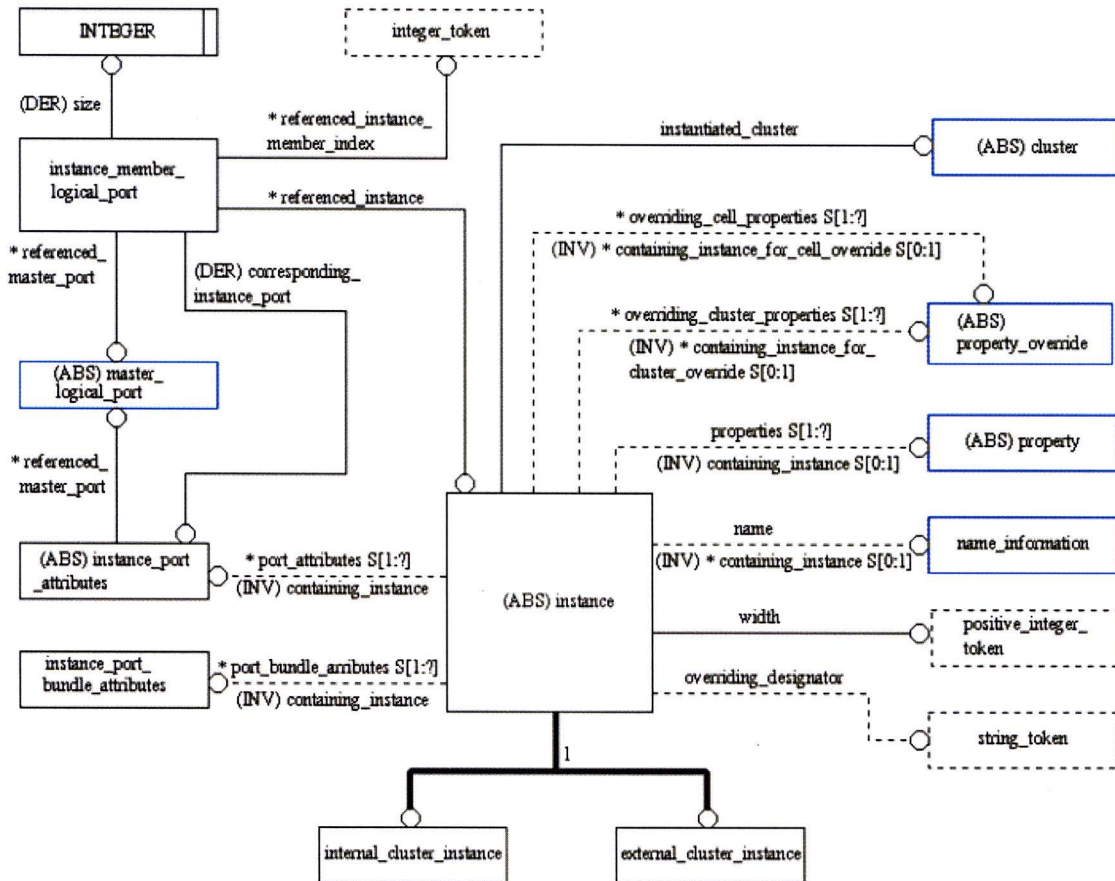 INTEGER
integer_token
(DER) size
* referenced_instance_
member_index
instantiated_cluster
(ABS) cluster
instance_member_
logical_port
* referenced_instance
* overriding_cell_properties S[1:?]
(INV) * containing_instance_for_cell_override S[0:1]
* referenced_
master_port
(DER) corresponding_
instance_port
* overriding_cluster_properties S[1:?]
(INV) * containing_instance_for_
cluster_override S[0:1]
(ABS)
property_override
(ABS) master_
logical_port
properties S[1:?]
(INV) containing_instance S[0:1]
(ABS) property
* referenced_
master_port
name
(INV) * containing_instance S[0:1]
name_information
(ABS) instance_port
_attributes
* port_attributes S[1:?]
(INV) containing_instance
(ABS) instance
width
positive_integer_
token
instance_port_
bundle_attributes
* port_bundle_arributes S[1:?]
(INV) containing_instance
overriding_designator
string_token
1
internal_cluster_instance
external_cluster_instance